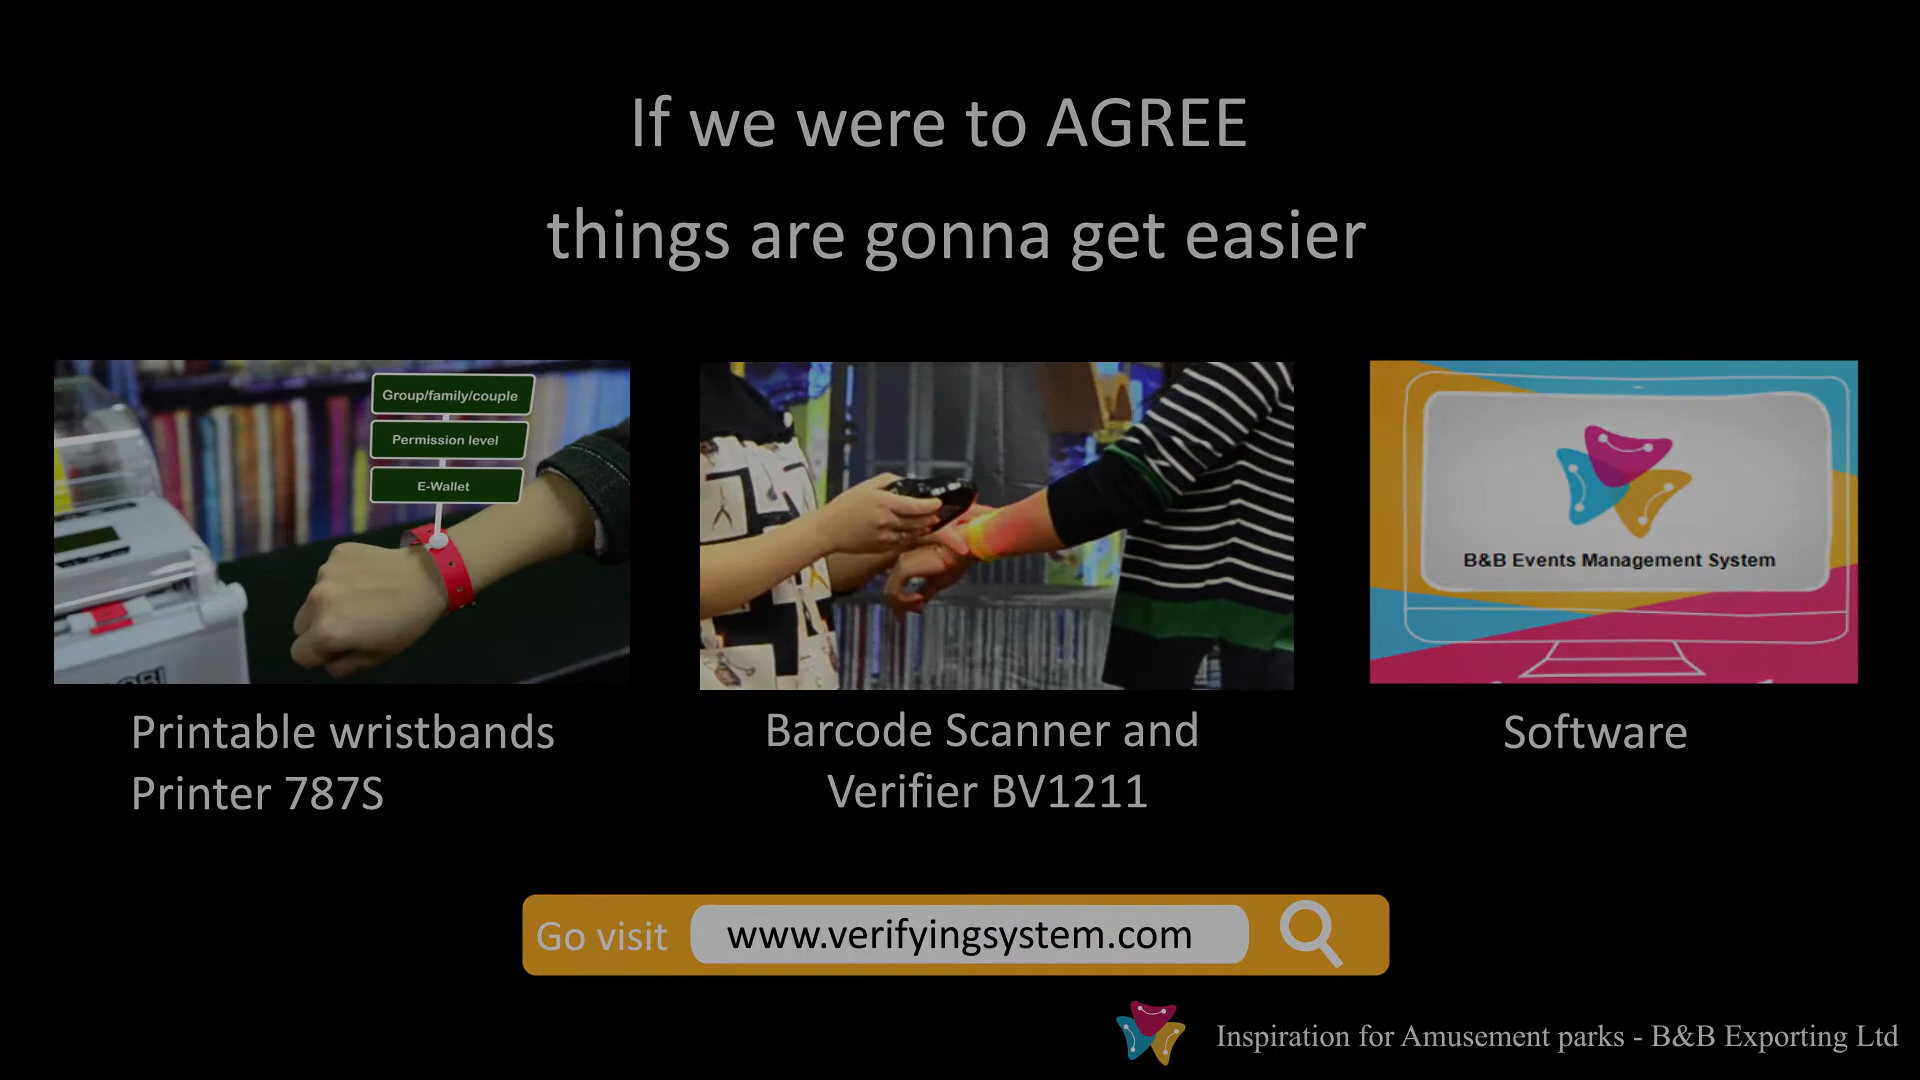 If we were to AGREE
things are gonna get easier
Group/family/couple
Permission level
E-Wallet
B&B Events Management System
Printable wristbands
Printer 787S
Barcode Scanner and
Verifier BV1211
Software
Go visit www.verifyingsystem.com
Inspiration for Amusement parks - B&B Exporting Ltd